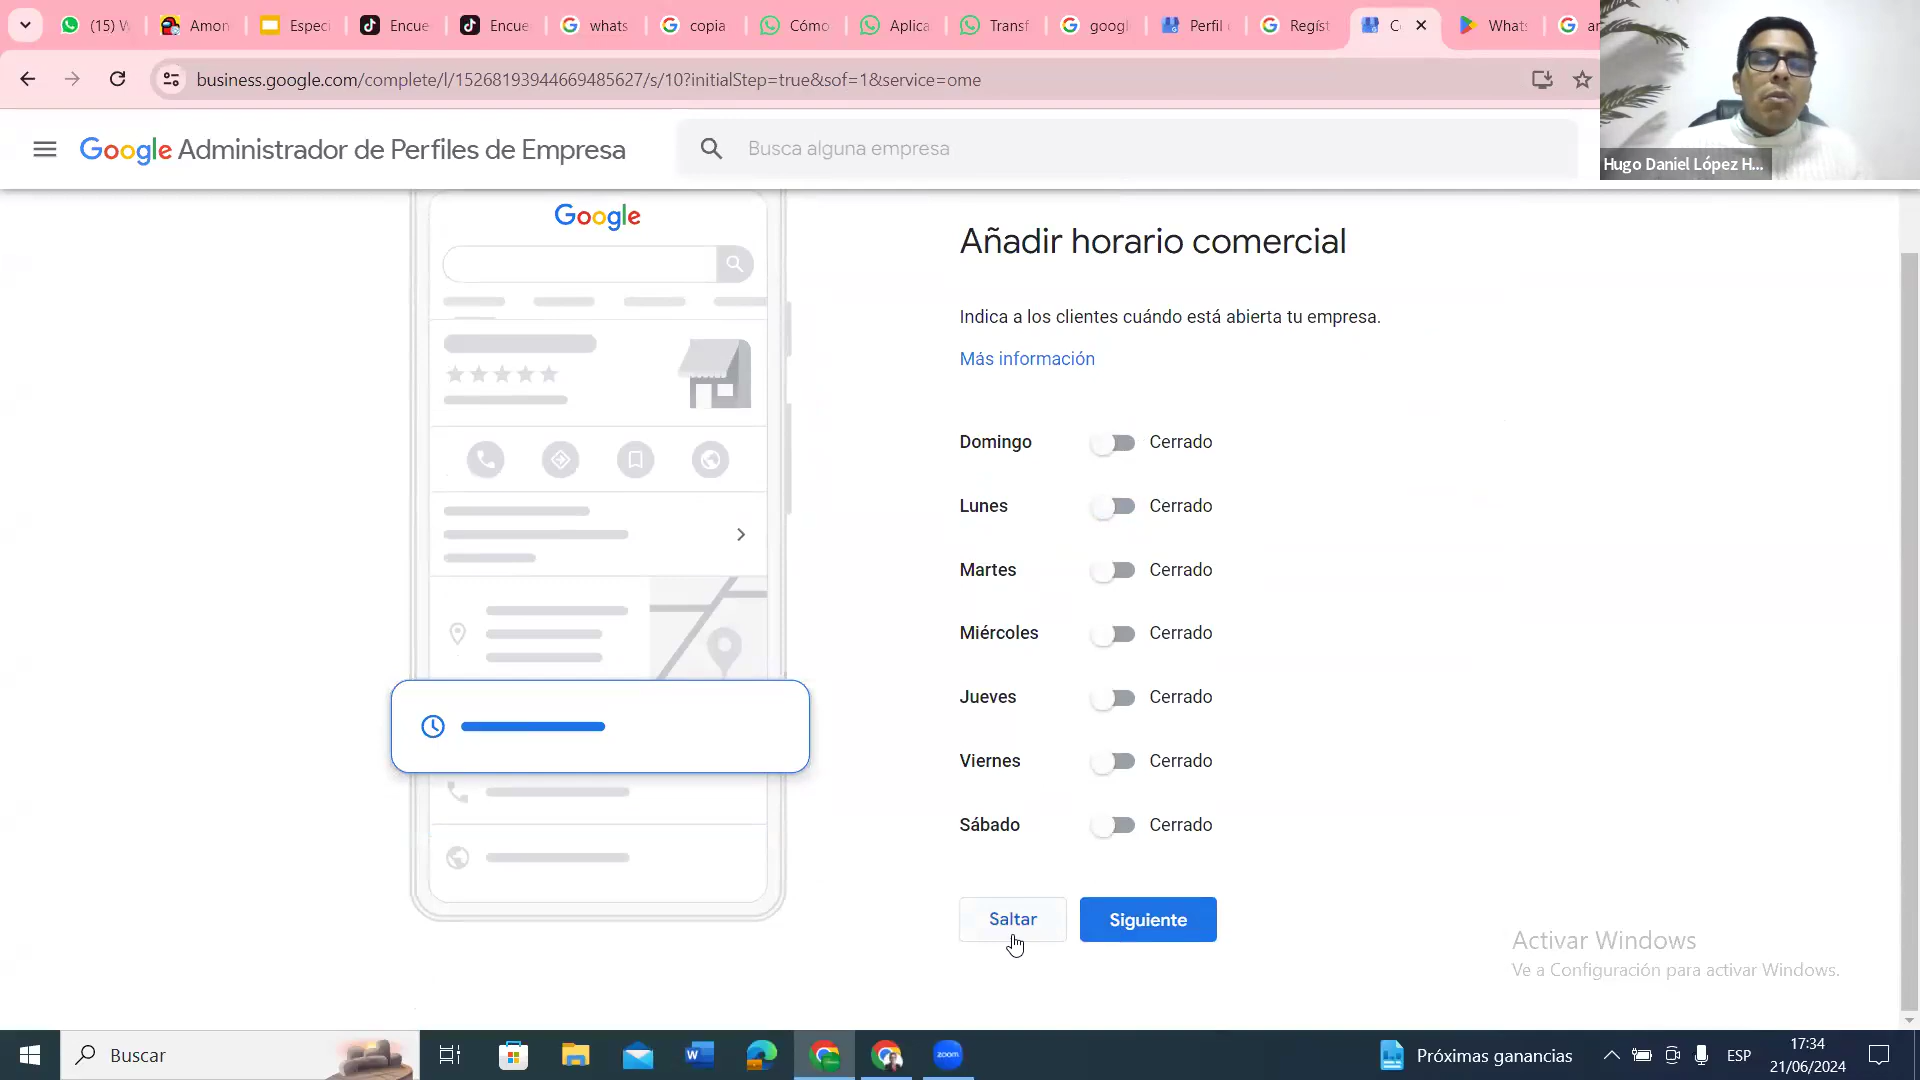 (15) W
Amon
Espec
Encue
Encue
whats
copia
Cómo
Aplica
Transf
googl
Perfil
Regíst
C
Whats
business.google.com/complete/l/15268193944669485627/s/10?initialStep=true&sof=1&service=ome
Google Administrador de Perfiles de Empresa
Busca alguna empresa
Hugo Daniel López H...
Google
Añadir horario comercial
Indica a los clientes cuándo está abierta tu empresa.
Más información
Domingo Cerrado
Lunes Cerrado
Martes Cerrado
Miércoles Cerrado
Jueves Cerrado
Viernes Cerrado
Sábado Cerrado
Saltar Siguiente
Activar Windows
Ve a Configuración para activar Windows.
Buscar
W
zoom
Próximas ganancias
ESP
17:34
21/06/2024